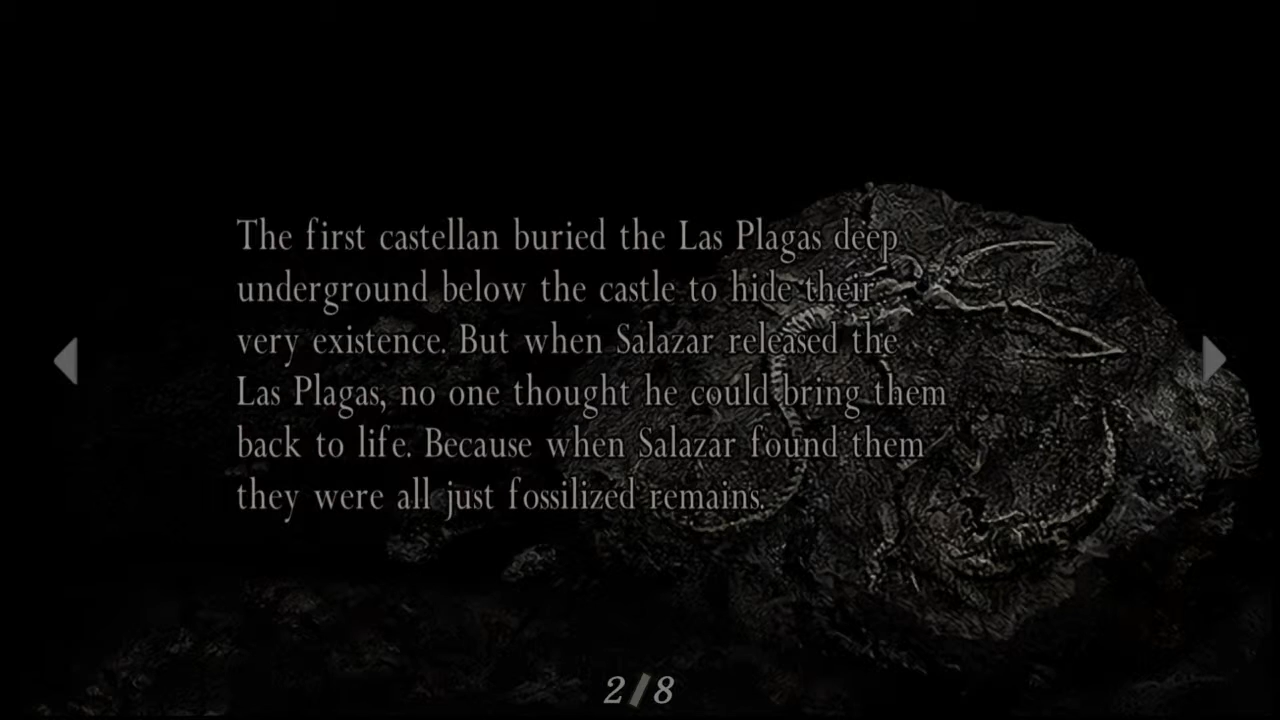 The first castellan buried the Las Plagas deep
underground below the castle to hide their
very existence. But when Salazar released the
Las Plagas, no one thought he could bring them
back to life. Because when Salazar found them
they were all just fossilized remains.
2/8